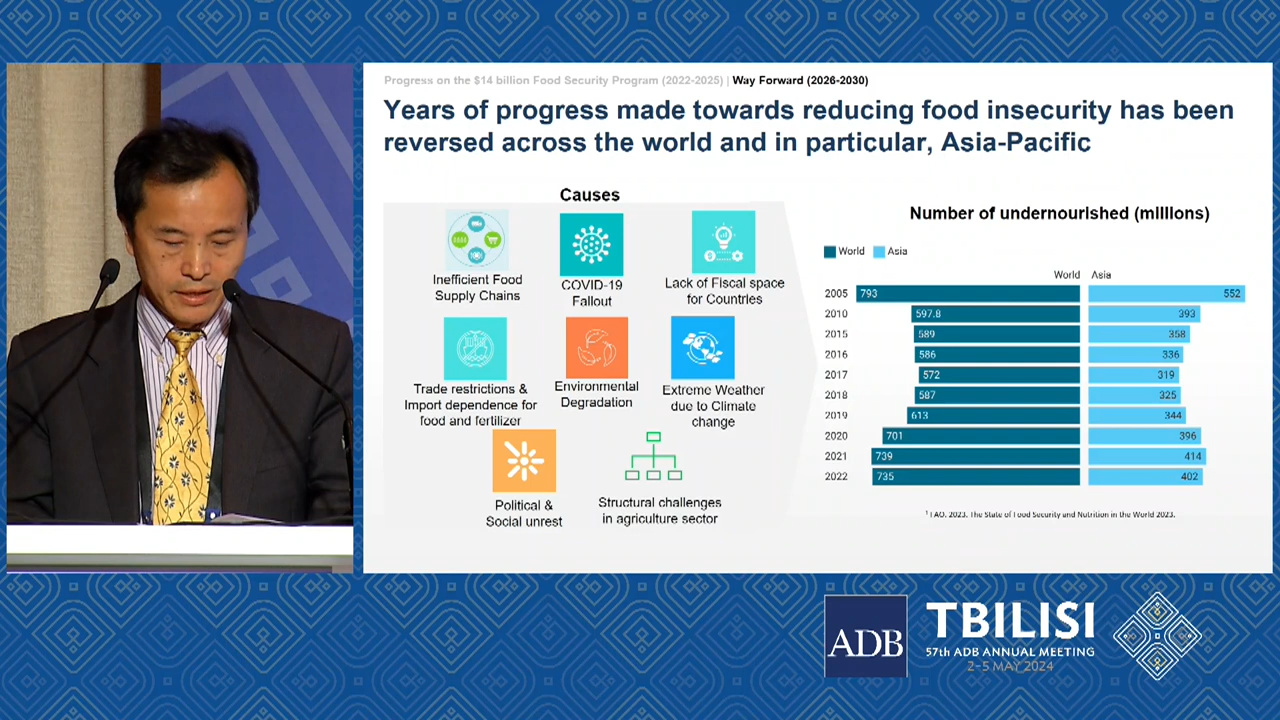 Progress on the $14 billion Food Security Program (2022-2025) | Way Forward (2026-2030)
Years of progress made towards reducing food insecurity has been
reversed across the world and in particular, Asia-Pacific
Causes
Inefficient Food
Supply Chains
COVID-19
Fallout
Lack of Fiscal space
for Countries
Trade restrictions &
Import dependence for
food and fertilizer
Environmental
Degradation
Extreme Weather
due to Climate
change
Political &
Social unrest
Structural challenges
in agriculture sector
Number of undernourished (millions)
World Asia
World Asia
2005 793 552
2010 597.8 393
2015 589 358
2016 586 336
2017 572 319
2018 587 325
2019 613 344
2020 701 396
2021 739 414
2022 735 402
¹ FAO. 2023. The State of Food Security and Nutrition in the World 2023.
ADB
TBILISI
57th ADB ANNUAL MEETING
2–5 MAY 2024